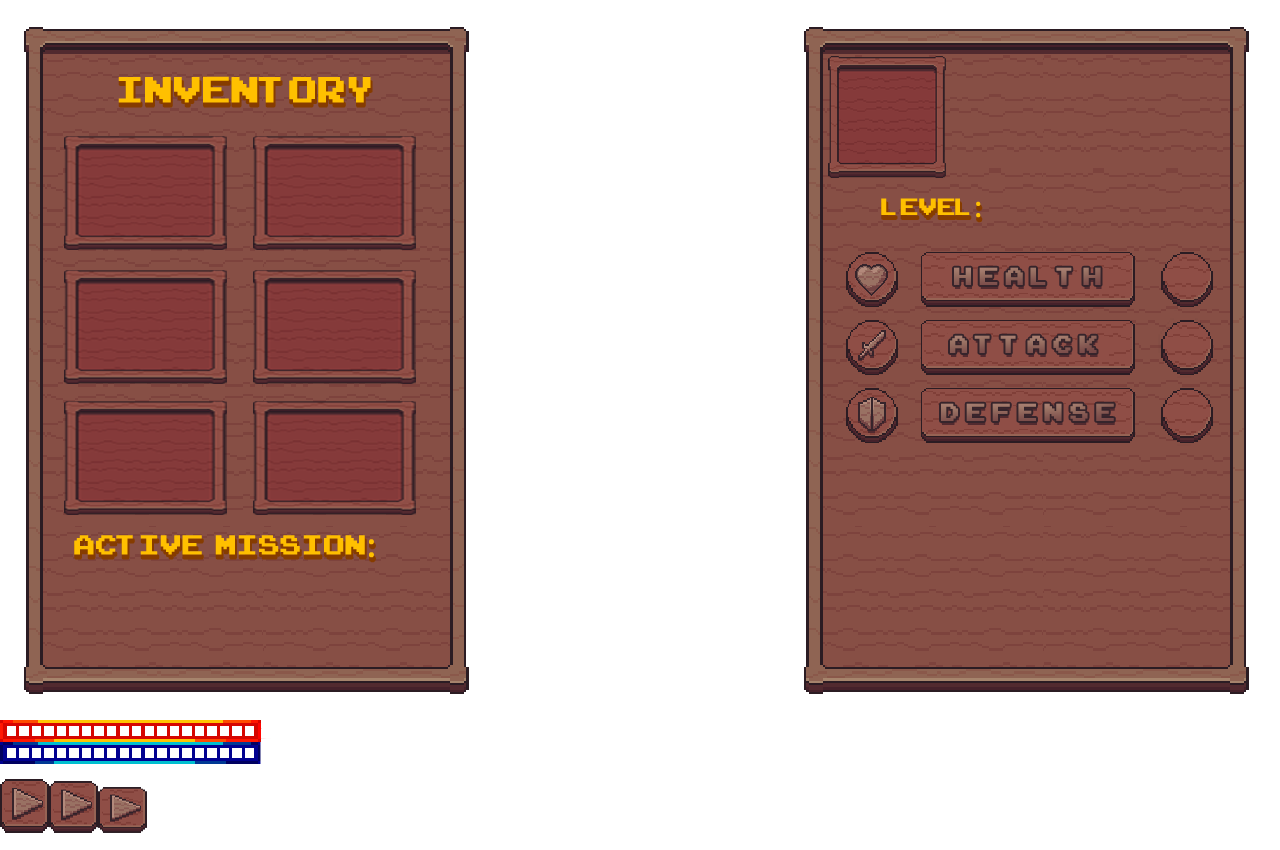 INVENTORY
ACTIVE MISSION:
LEVEL:
HEALTH
ATTACK
DEFENSE